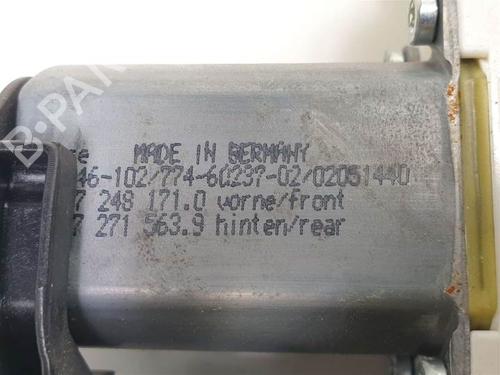 MADE IN GERMANY
46-102/774-60237-02/02051440
7 248 171.0 vorne/front
7 271 563.9 hinten/rear
B-PARTS